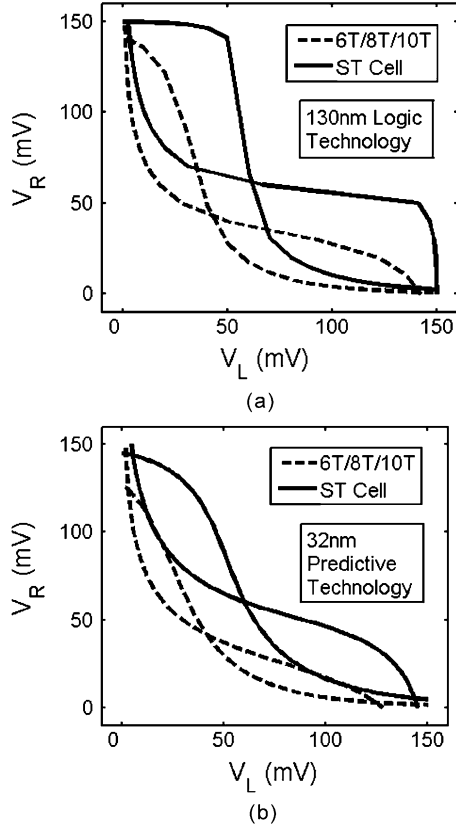 150
100
50
0
V_R (mV)
6T/8T/10T
ST Cell
130nm Logic
Technology
0
50
100
150
V_L (mV)
(a)
150
100
50
0
V_R (mV)
6T/8T/10T
ST Cell
32nm
Predictive
Technology
0
50
100
150
V_L (mV)
(b)